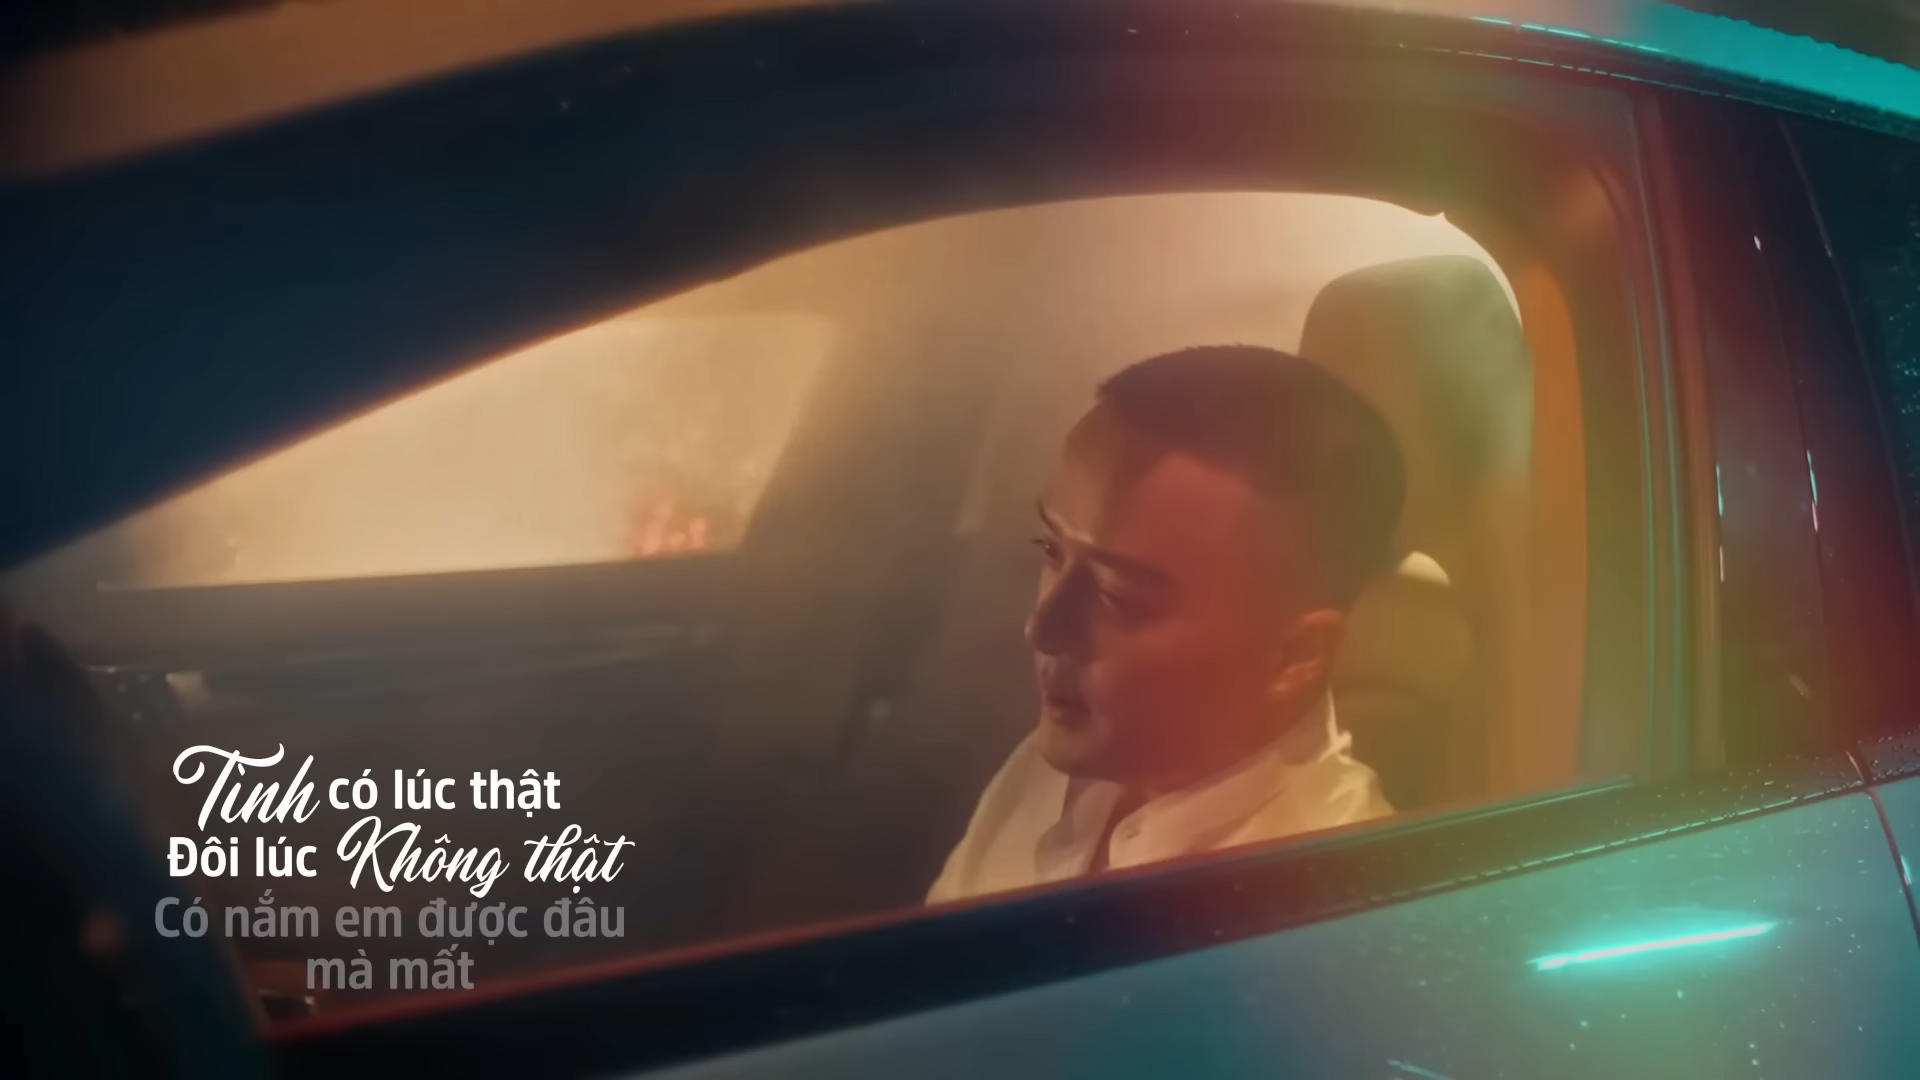 Tình có lúc thật
Đôi lúc Không thật
Có nắm em được đâu
mà mất